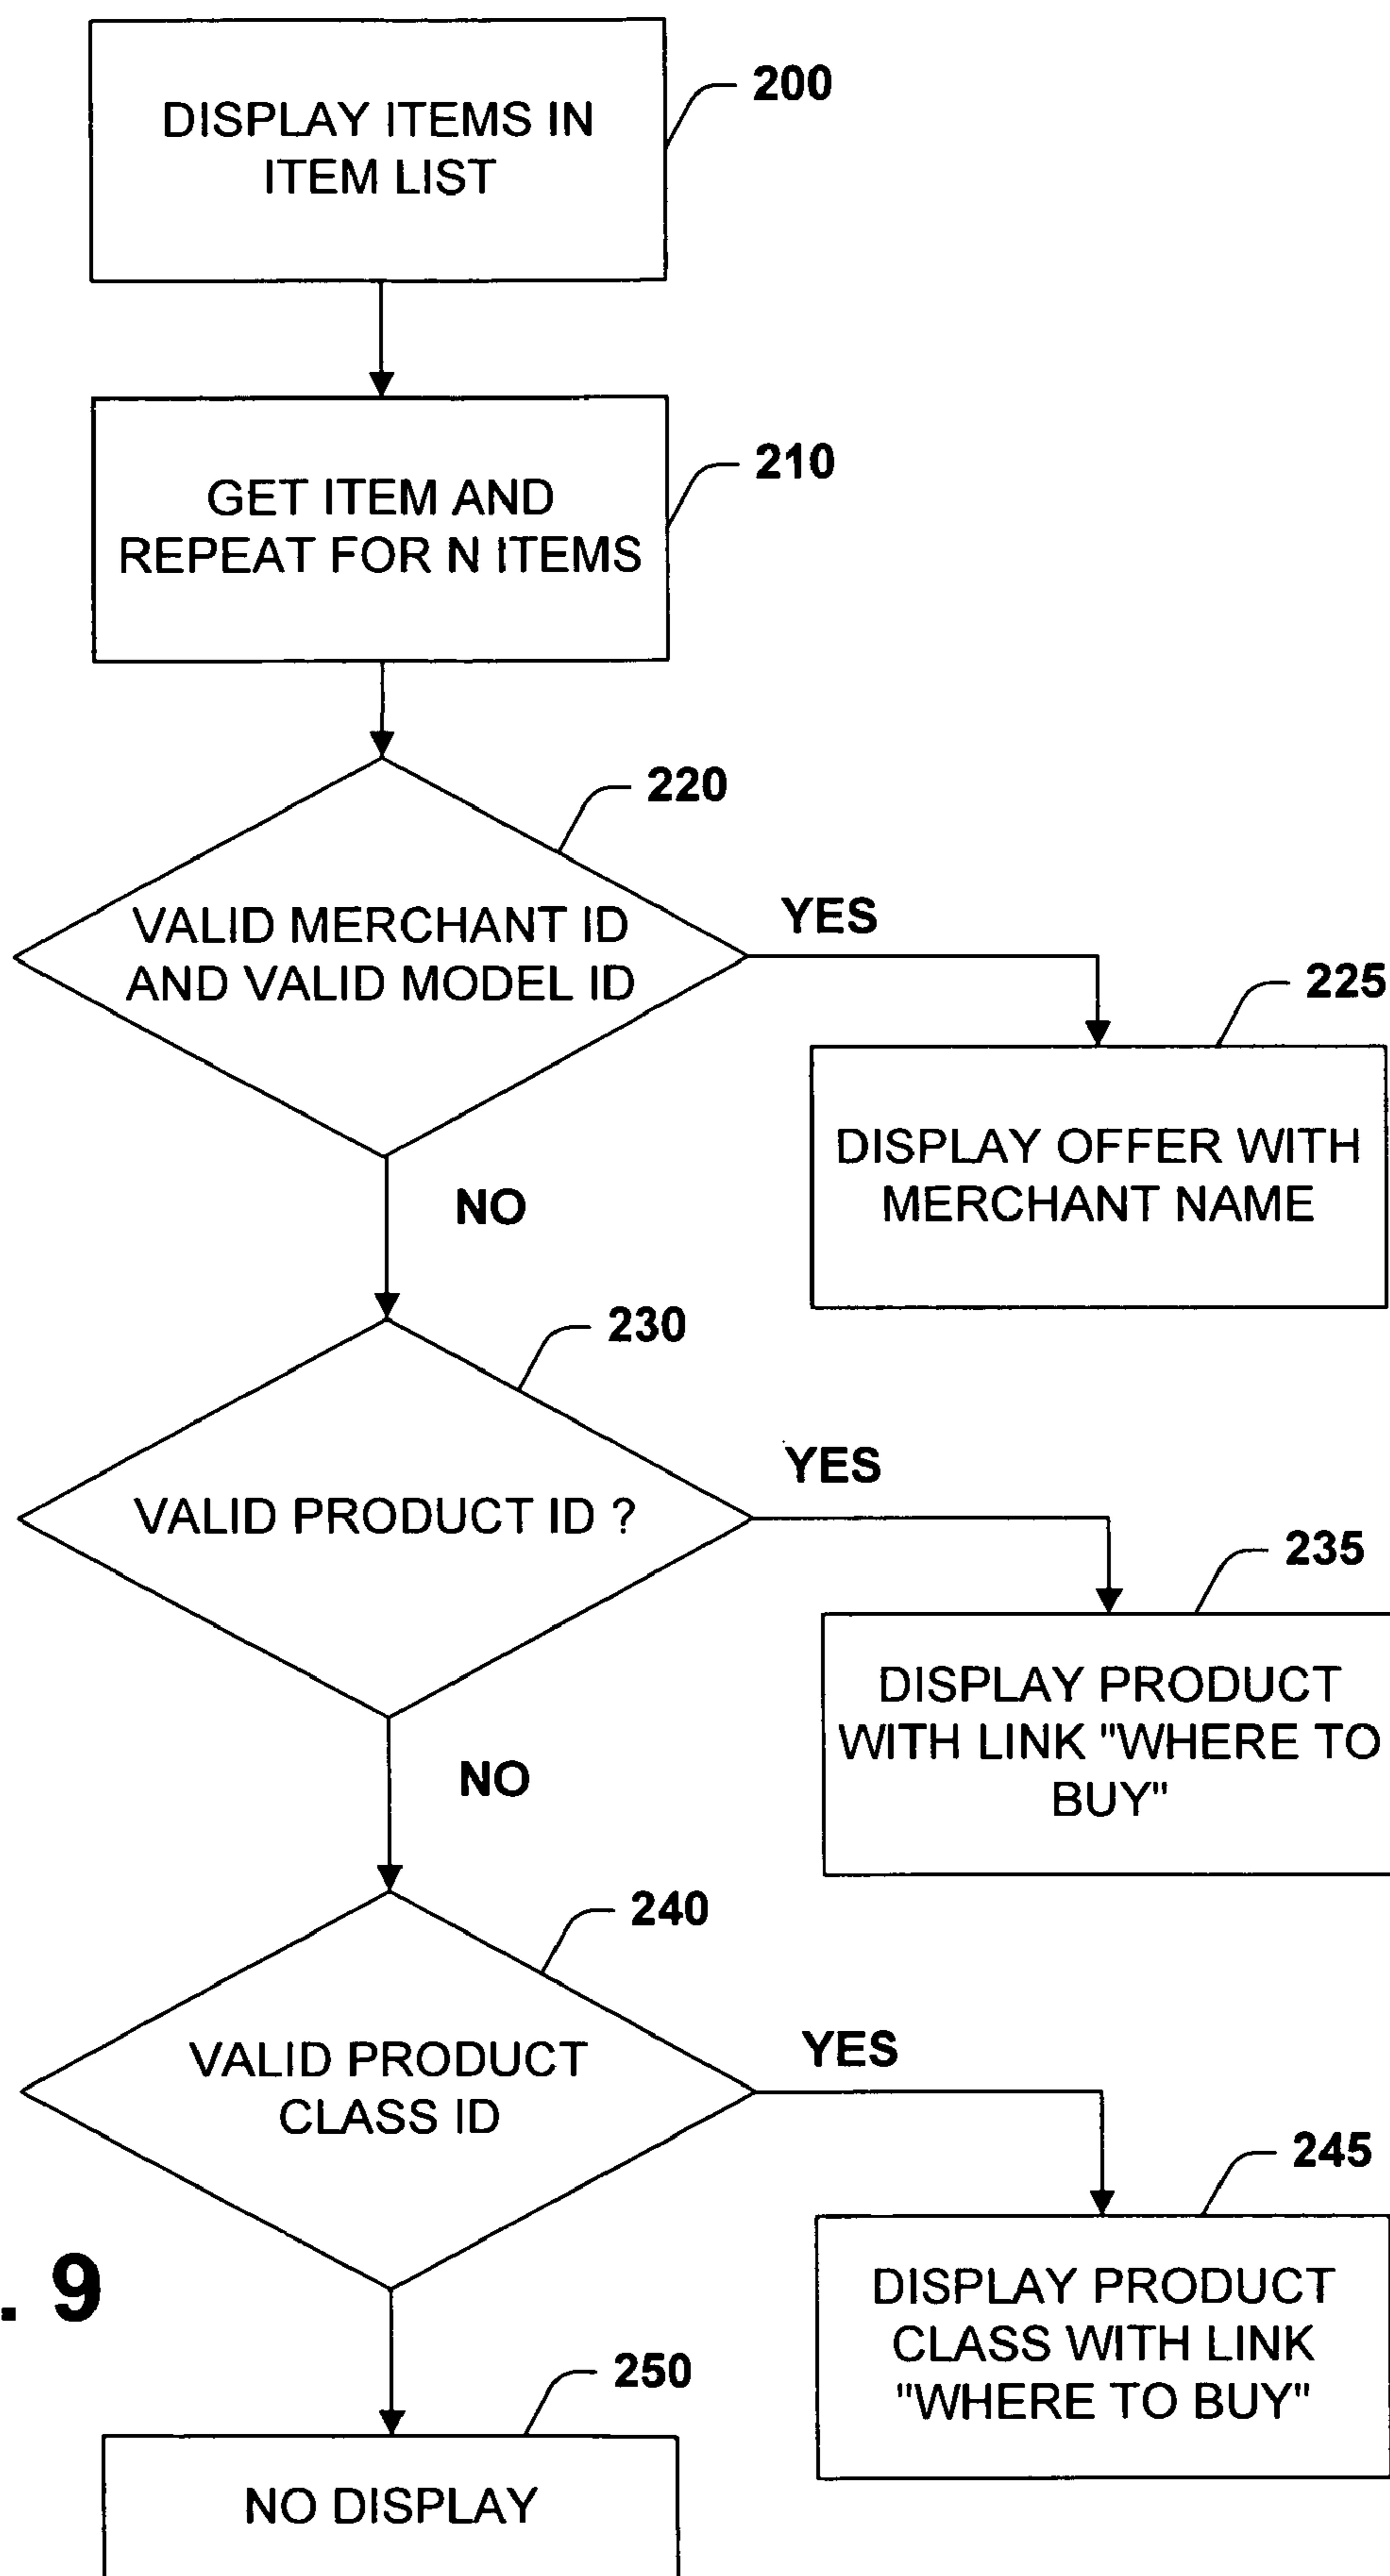 DISPLAY ITEMS IN
ITEM LIST
200
GET ITEM AND
REPEAT FOR N ITEMS
210
220
VALID MERCHANT ID
AND VALID MODEL ID
YES
225
DISPLAY OFFER WITH
MERCHANT NAME
NO
230
VALID PRODUCT ID ?
YES
235
DISPLAY PRODUCT
WITH LINK "WHERE TO
BUY"
NO
240
VALID PRODUCT
CLASS ID
YES
245
DISPLAY PRODUCT
CLASS WITH LINK
"WHERE TO BUY"
. 9
250
NO DISPLAY